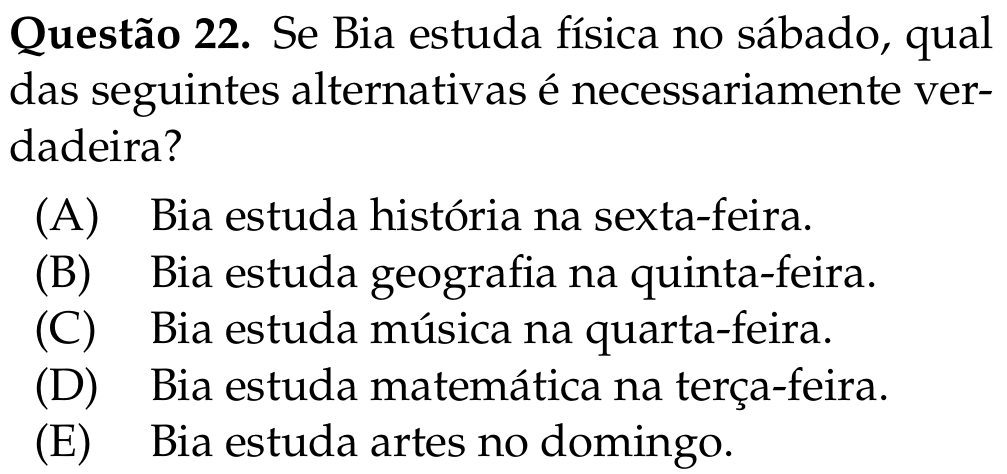 Questão 22. Se Bia estuda física no sábado, qual
das seguintes alternativas é necessariamente ver-
dadeira?
(A) Bia estuda história na sexta-feira.
(B) Bia estuda geografia na quinta-feira.
(C) Bia estuda música na quarta-feira.
(D) Bia estuda matemática na terça-feira.
(E) Bia estuda artes no domingo.